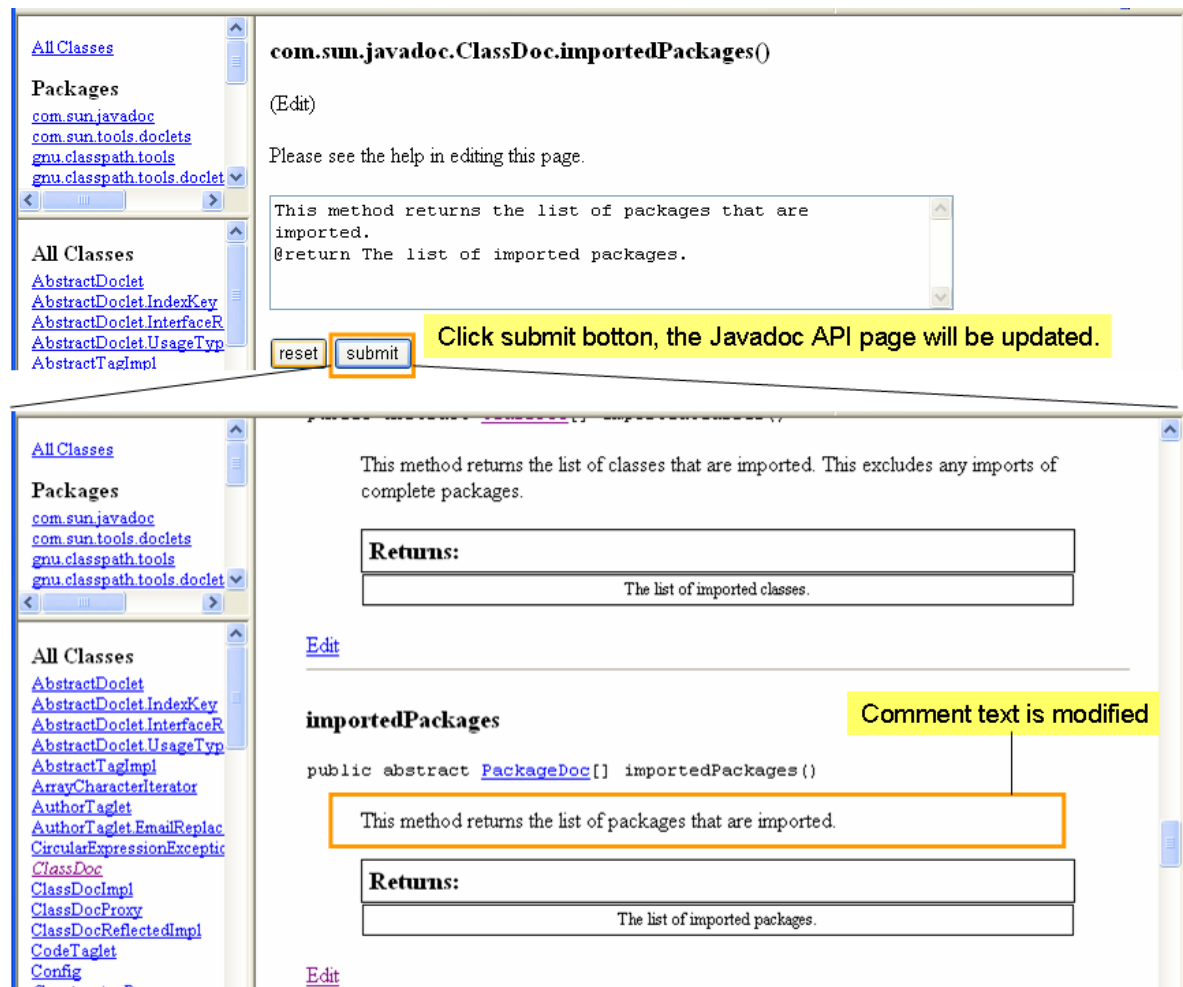 All Classes
Packages
com.sun.javadoc
com.sun.tools.doclets
gnu.classpath.tools
gnu.classpath.tools.doclet
All Classes
AbstractDoclet
AbstractDoclet.IndexKey
AbstractDoclet.InterfaceR
AbstractDoclet.UsageTyp
AbstractTagImpl
com.sun.javadoc.ClassDoc.importedPackages()
(Edit)
Please see the help in editing this page.
This method returns the list of packages that are
imported.
@return The list of imported packages.
reset submit
Click submit botton, the Javadoc API page will be updated.
All Classes
Packages
com.sun.javadoc
com.sun.tools.doclets
gnu.classpath.tools
gnu.classpath.tools.doclet
All Classes
AbstractDoclet
AbstractDoclet.IndexKey
AbstractDoclet.InterfaceR
AbstractDoclet.UsageTyp
AbstractTagImpl
ArrayCharacterIterator
AuthorTaglet
AuthorTaglet.EmailReplac
CircularExpressionExceptic
ClassDoc
ClassDocImpl
ClassDocProxy
ClassDocReflectedImpl
CodeTaglet
Config
This method returns the list of classes that are imported. This excludes any imports of
complete packages.
Returns:
The list of imported classes.
Edit
importedPackages
Comment text is modified
public abstract PackageDoc[] importedPackages()
This method returns the list of packages that are imported.
Returns:
The list of imported packages.
Edit